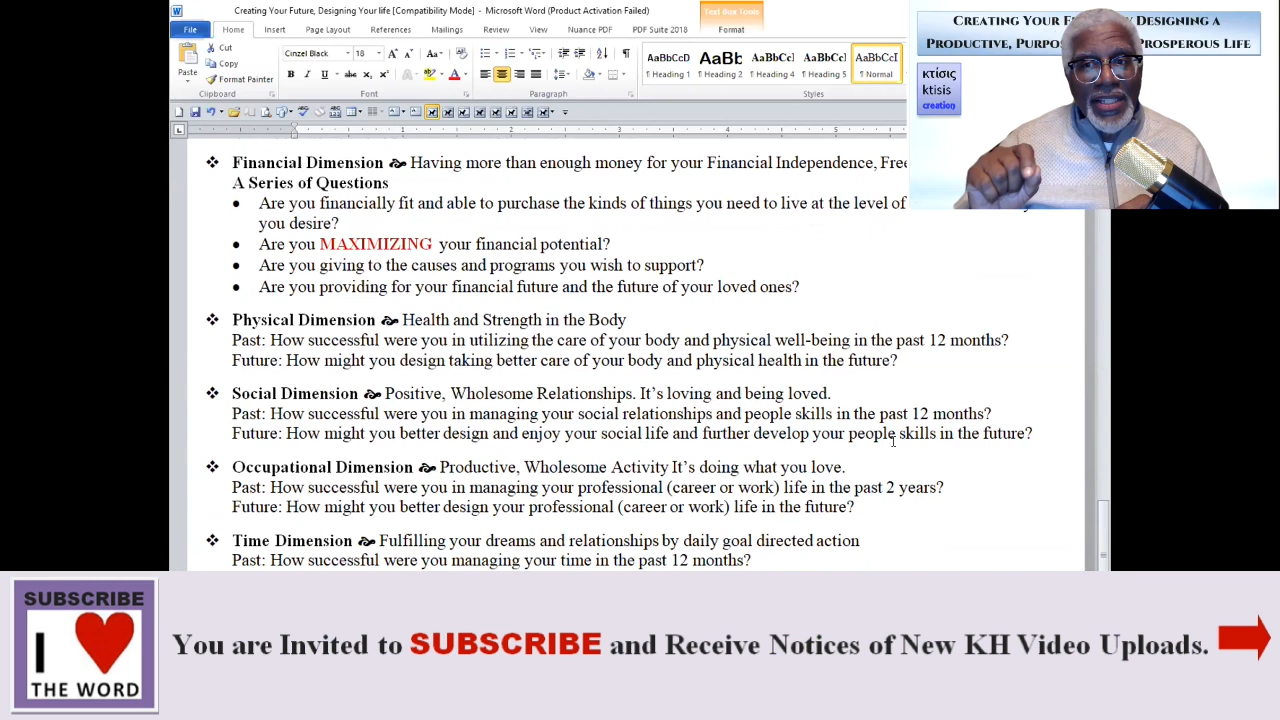 Creating Your Future, Designing Your life [Compatibility Mode] - Microsoft Word (Product Activation Failed)
Text Box Tools
File Home Insert Page Layout References Mailings Review View Nuance PDF PDF Suite 2018 Format
Paste
Cut
Copy
Format Painter
Clipboard
Cinzel Black 18
Font
Paragraph
AaBbCcD AaBb AaBbCcI AaBbCcI AaBbCcI
Heading 1 Heading 2 Heading 4 Heading 5 Normal
Styles
Creating Your Designing a
Productive, Prosperous Life
κτίσις
ktisis
creation
1 2 3 4 5
❖ Financial Dimension Having more than enough money for your Financial Independence,
A Series of Questions
• Are you financially fit and able to purchase the kinds of things you need to live at the level of
you desire?
• Are you MAXIMIZING your financial potential?
• Are you giving to the causes and programs you wish to support?
• Are you providing for your financial future and the future of your loved ones?
❖ Physical Dimension Health and Strength in the Body
Past: How successful were you in utilizing the care of your body and physical well-being in the past 12 months?
Future: How might you design taking better care of your body and physical health in the future?
❖ Social Dimension Positive, Wholesome Relationships. It’s loving and being loved.
Past: How successful were you in managing your social relationships and people skills in the past 12 months?
Future: How might you better design and enjoy your social life and further develop your people skills in the future?
❖ Occupational Dimension Productive, Wholesome Activity It’s doing what you love.
Past: How successful were you in managing your professional (career or work) life in the past 2 years?
Future: How might you better design your professional (career or work) life in the future?
❖ Time Dimension Fulfilling your dreams and relationships by daily goal directed action
Past: How successful were you managing your time in the past 12 months?
SUBSCRIBE
I
THE WORD
You are Invited to SUBSCRIBE and Receive Notices of New KH Video Uploads.